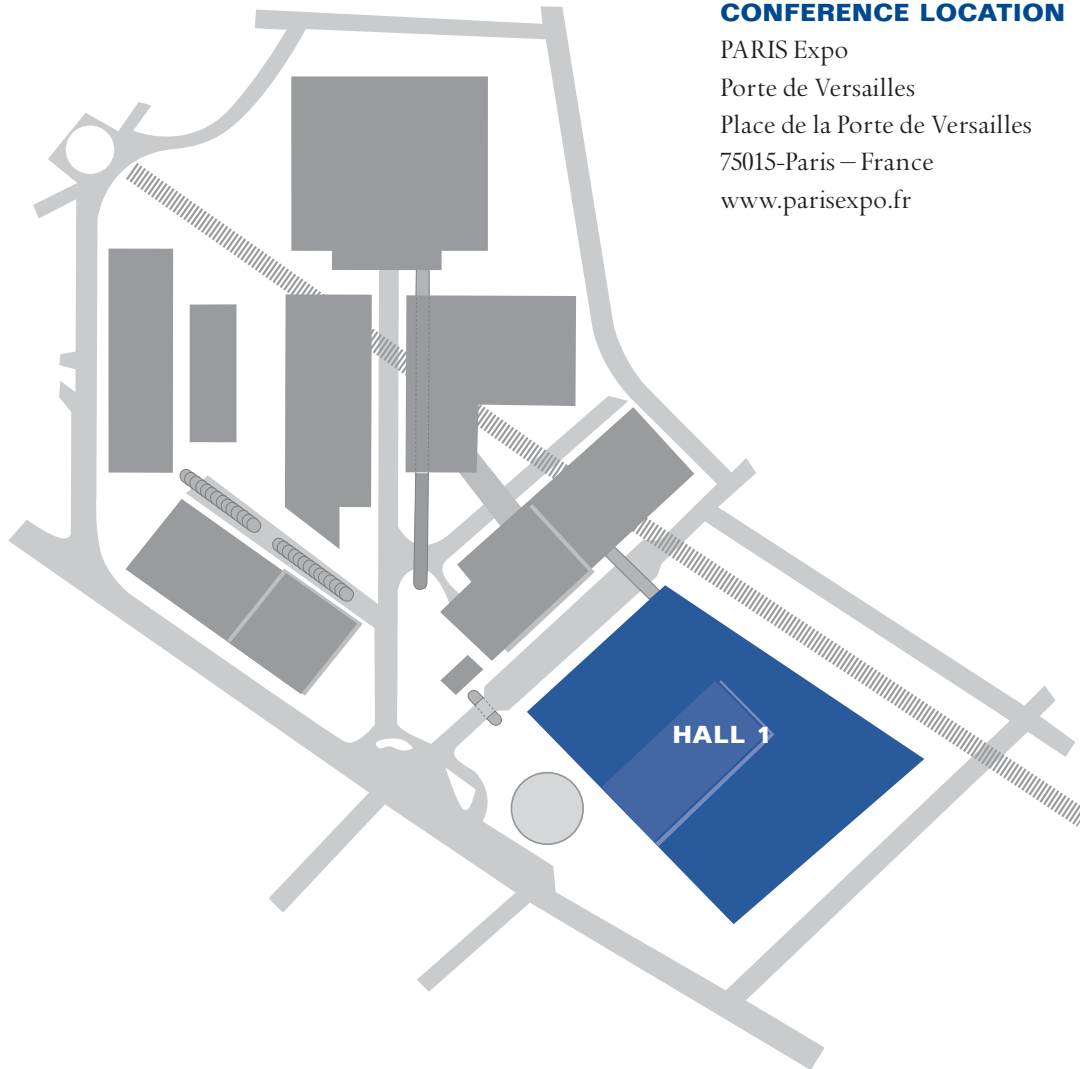 CONFERENCE LOCATION
PARIS Expo
Porte de Versailles
Place de la Porte de Versailles
75015-Paris – France
www.parisexpo.fr
HALL 1